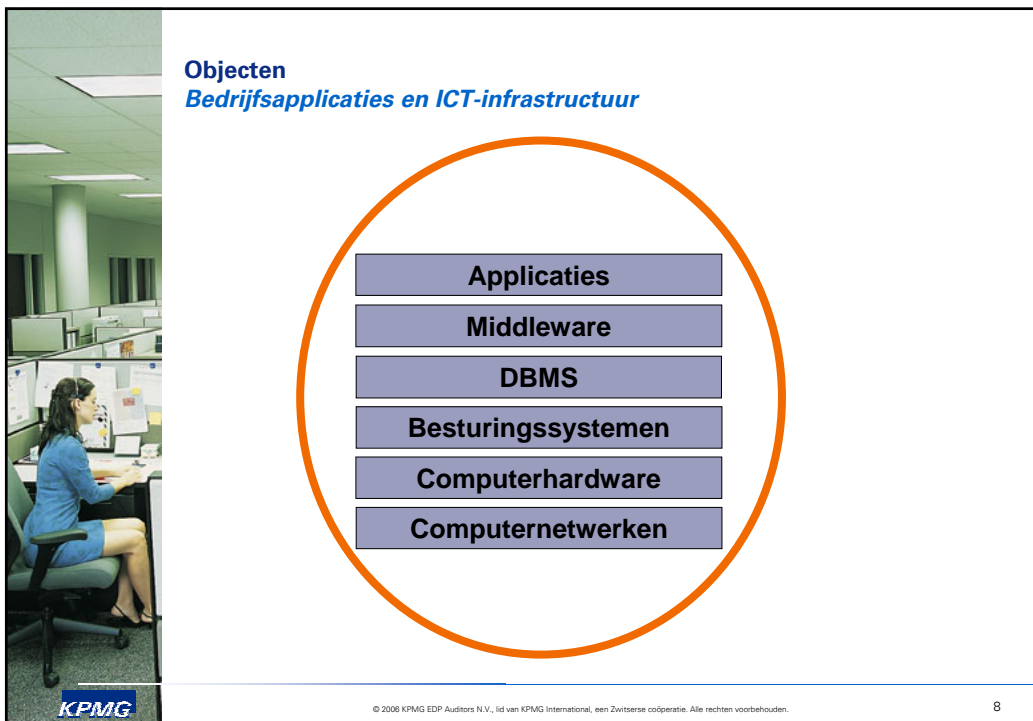 Objecten
Bedrijfsapplicaties en ICT-infrastructuur
Applicaties
Middleware
DBMS
Besturingssystemen
Computerhardware
Computernetwerken
KPMG
© 2006 KPMG EDP Auditors N.V., lid van KPMG International, een Zwitserse coöperatie. Alle rechten voorbehouden.
8